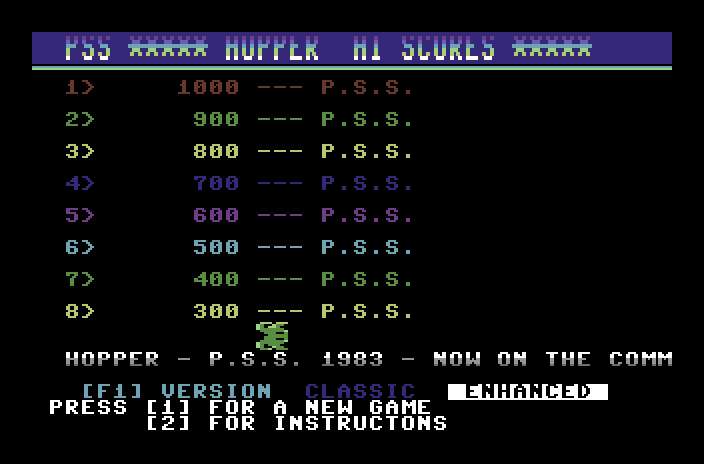 PSS ***** HOPPER HI SCORES *****
1> 1000 --- P.S.S.
2> 900 --- P.S.S.
3> 800 --- P.S.S.
4> 700 --- P.S.S.
5> 600 --- P.S.S.
6> 500 --- P.S.S.
7> 400 --- P.S.S.
8> 300 --- P.S.S.
HOPPER - P.S.S. 1983 - NOW ON THE COMM
[F1] VERSION CLASSIC ENHANCED
PRESS [1] FOR A NEW GAME
[2] FOR INSTRUCTONS